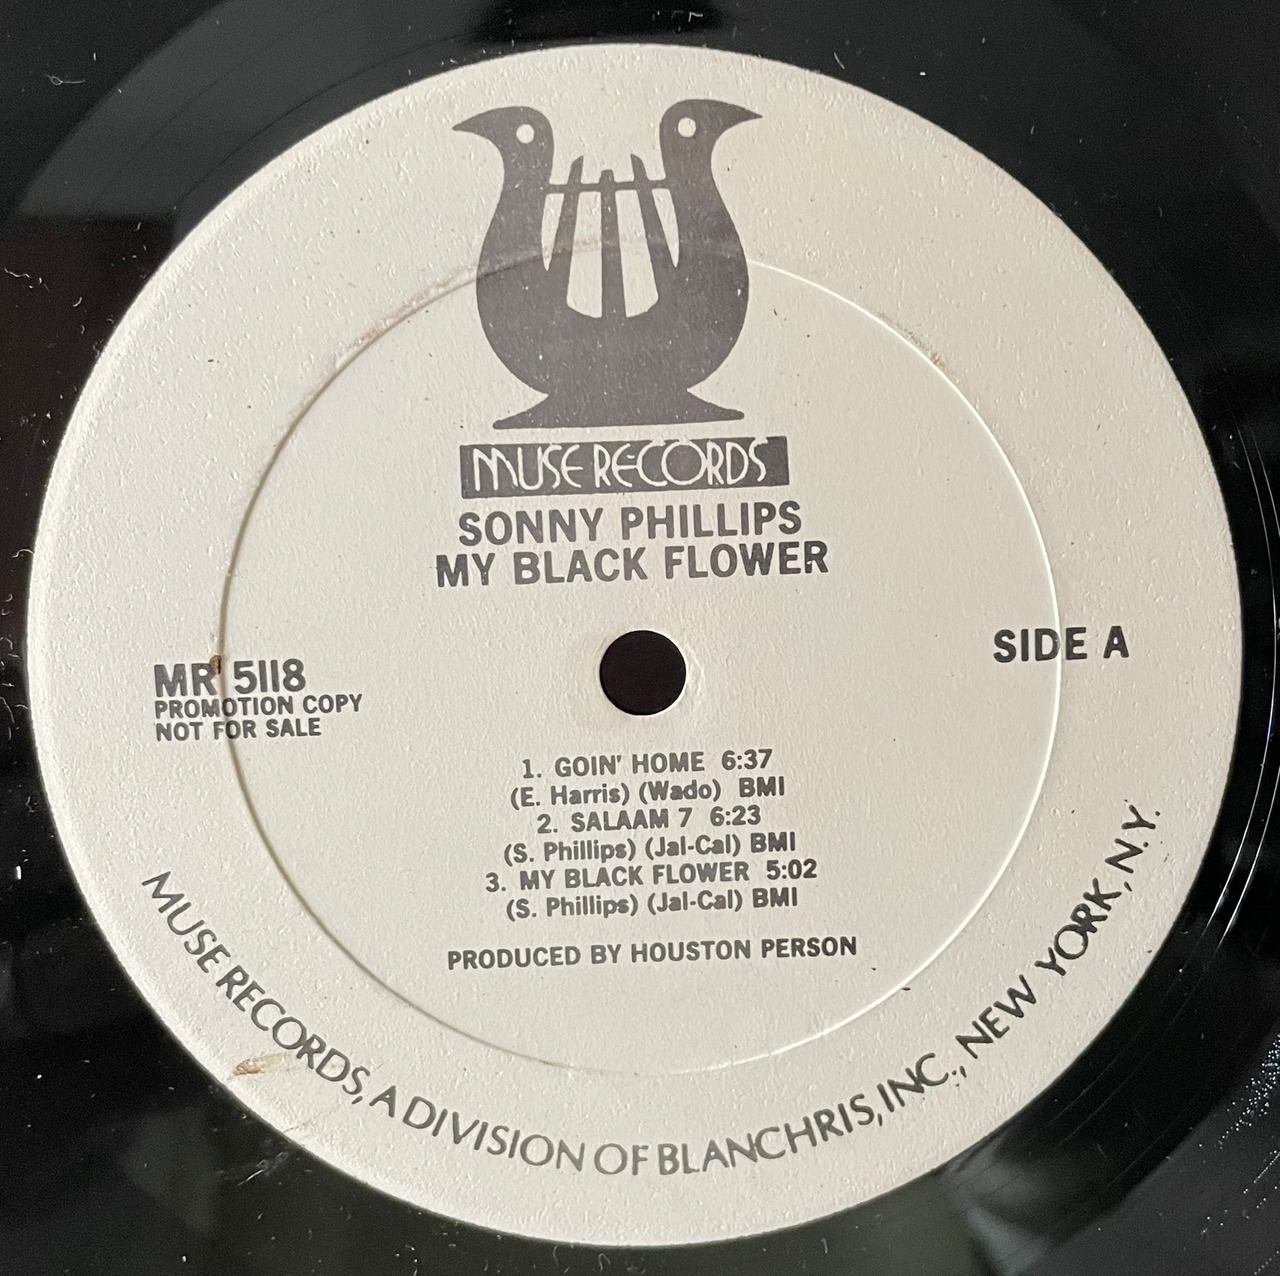 MUSE RECORDS
SONNY PHILLIPS
MY BLACK FLOWER
SIDE A
MR 5118
PROMOTION COPY
NOT FOR SALE
1. GOIN' HOME 6:37
(E. Harris) (Wado) BMI
2. SALAAM 7 6:23
(S. Phillips) (Jal-Cal) BMI
3. MY BLACK FLOWER 5:02
(S. Phillips) (Jal-Cal) BMI
PRODUCED BY HOUSTON PERSON
MUSE RECORDS, A DIVISION OF BLANCHRIS, INC., NEW YORK, N.Y.